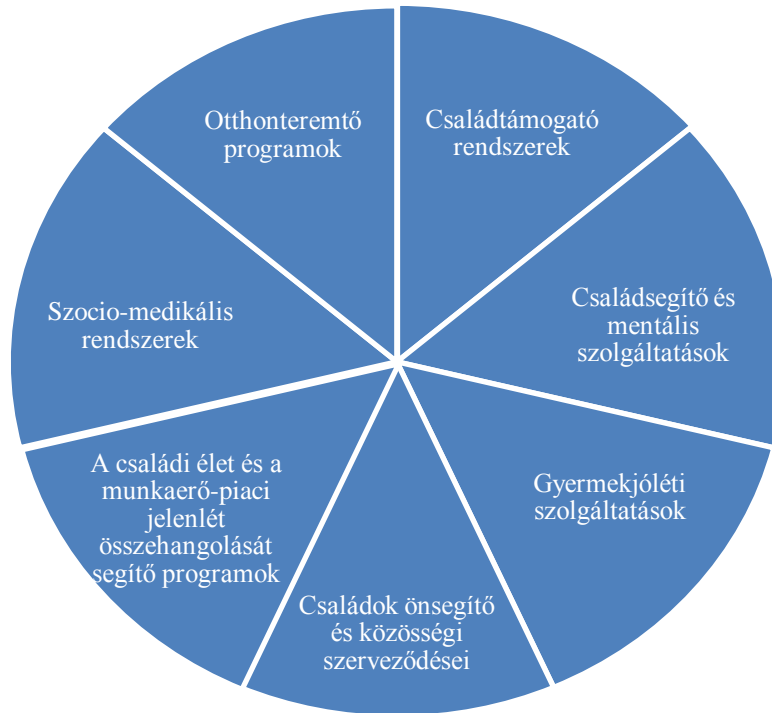 Családtámogató
rendszerek
Családsegítő és
mentális
szolgáltatások
Gyermekjóléti
szolgáltatások
Családok önsegítő
és közösségi
szerveződései
A családi élet és a
munkaerő-piaci
jelenlét
összehangolását
segítő programok
Szocio-medikális
rendszerek
Otthonteremtő
programok